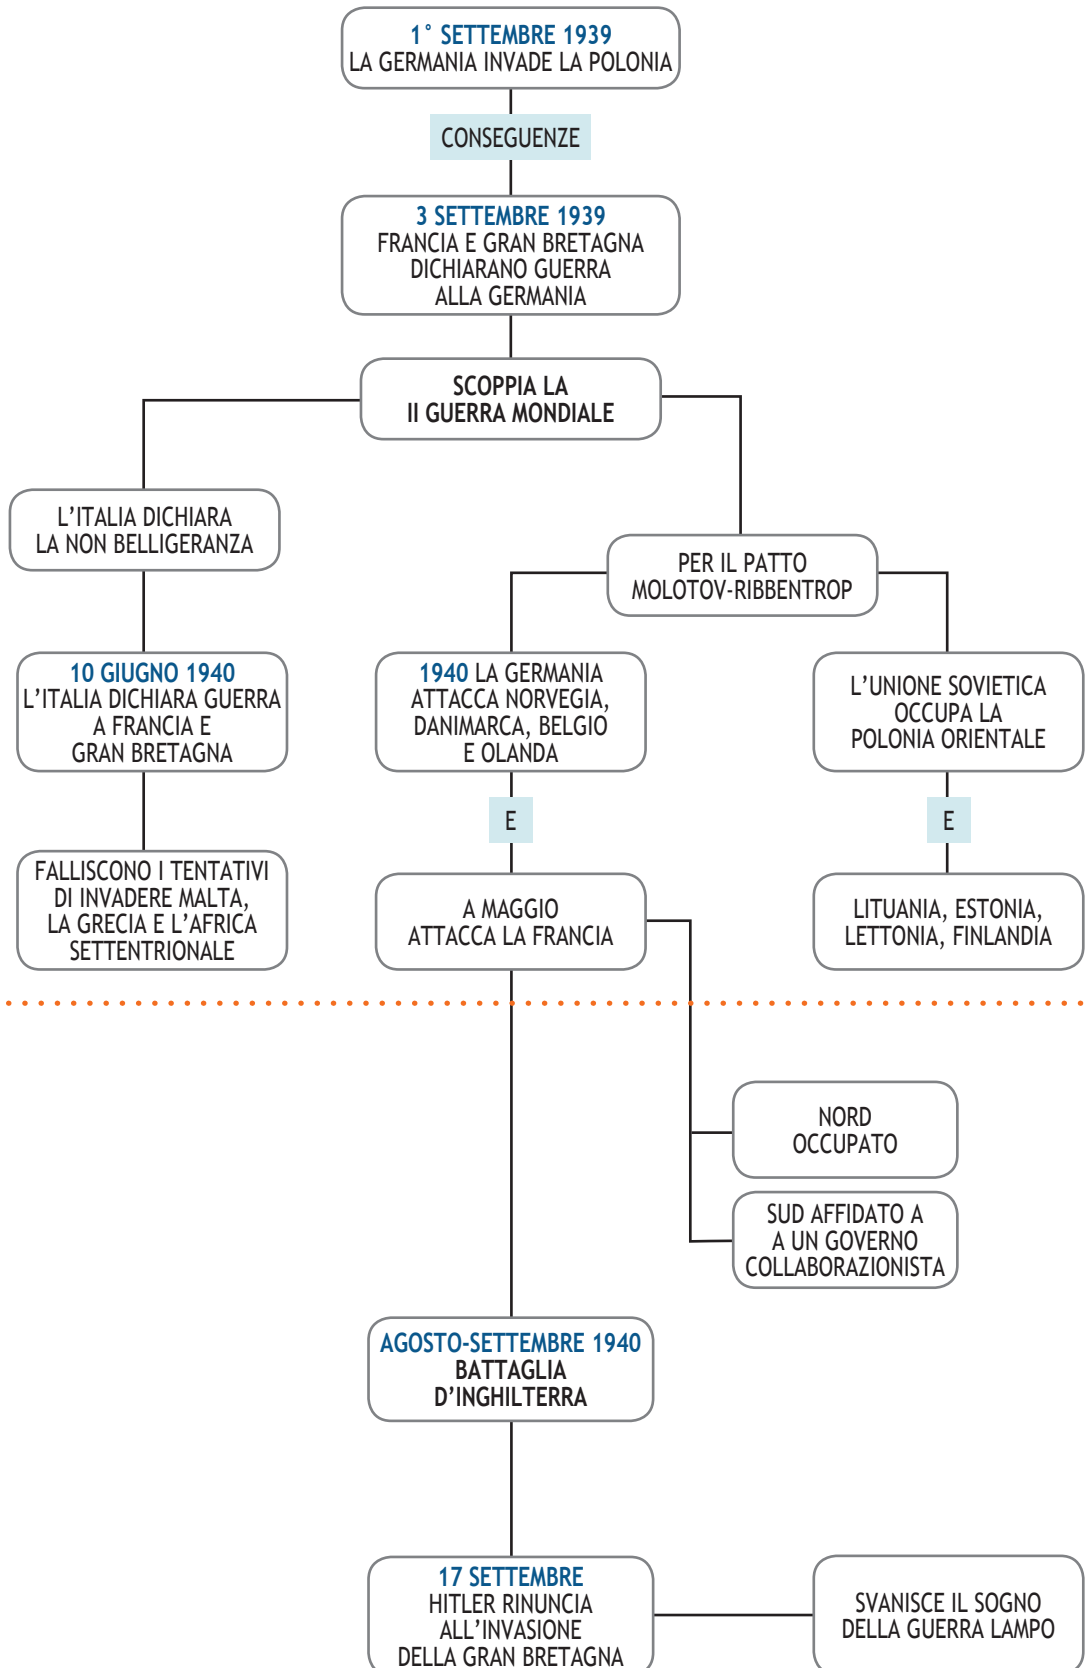 1° SETTEMBRE 1939
LA GERMANIA INVADE LA POLONIA
CONSEGUENZE
3 SETTEMBRE 1939
FRANCIA E GRAN BRETAGNA
DICHIARANO GUERRA
ALLA GERMANIA
SCOPPIA LA
II GUERRA MONDIALE
L'ITALIA DICHIARA
LA NON BELLIGERANZA
PER IL PATTO
MOLOTOV-RIBBENTROP
10 GIUGNO 1940
L'ITALIA DICHIARA GUERRA
A FRANCIA E
GRAN BRETAGNA
1940 LA GERMANIA
ATTACCA NORVEGIA,
DANIMARCA, BELGIO
E OLANDA
L'UNIONE SOVIETICA
OCCUPA LA
POLONIA ORIENTALE
E
E
FALLISCONO I TENTATIVI
DI INVADERE MALTA,
LA GRECIA E L'AFRICA
SETTENTRIONALE
A MAGGIO
ATTACCA LA FRANCIA
LITUANIA, ESTONIA,
LETTONIA, FINLANDIA
NORD
OCCUPATO
SUD AFFIDATO A
A UN GOVERNO
COLLABORAZIONISTA
AGOSTO-SETTEMBRE 1940
BATTAGLIA
D'INGHILTERRA
17 SETTEMBRE
HITLER RINUNCIA
ALL'INVASIONE
DELLA GRAN BRETAGNA
SVANISCE IL SOGNO
DELLA GUERRA LAMPO